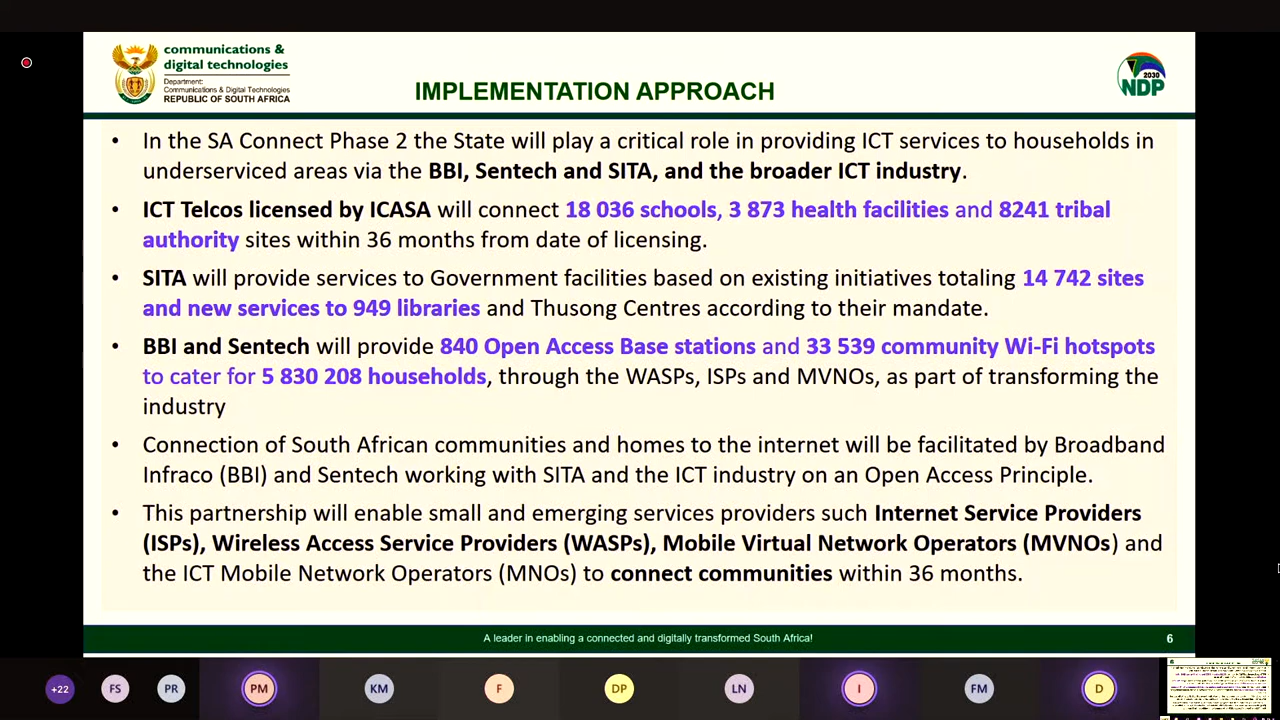 communications &
digital technologies
Department:
Communications & Digital Technologies
REPUBLIC OF SOUTH AFRICA
IMPLEMENTATION APPROACH
2030
NDP
• In the SA Connect Phase 2 the State will play a critical role in providing ICT services to households in
underserviced areas via the BBI, Sentech and SITA, and the broader ICT industry.
• ICT Telcos licensed by ICASA will connect 18 036 schools, 3 873 health facilities and 8241 tribal
authority sites within 36 months from date of licensing.
• SITA will provide services to Government facilities based on existing initiatives totaling 14 742 sites
and new services to 949 libraries and Thusong Centres according to their mandate.
• BBI and Sentech will provide 840 Open Access Base stations and 33 539 community Wi-Fi hotspots
to cater for 5 830 208 households, through the WASPs, ISPs and MVNOs, as part of transforming the
industry
• Connection of South African communities and homes to the internet will be facilitated by Broadband
Infraco (BBI) and Sentech working with SITA and the ICT industry on an Open Access Principle.
• This partnership will enable small and emerging services providers such Internet Service Providers
(ISPs), Wireless Access Service Providers (WASPs), Mobile Virtual Network Operators (MVNOs) and
the ICT Mobile Network Operators (MNOs) to connect communities within 36 months.
A leader in enabling a connected and digitally transformed South Africa! 6
+22 FS PR PM KM F DP LN I FM D